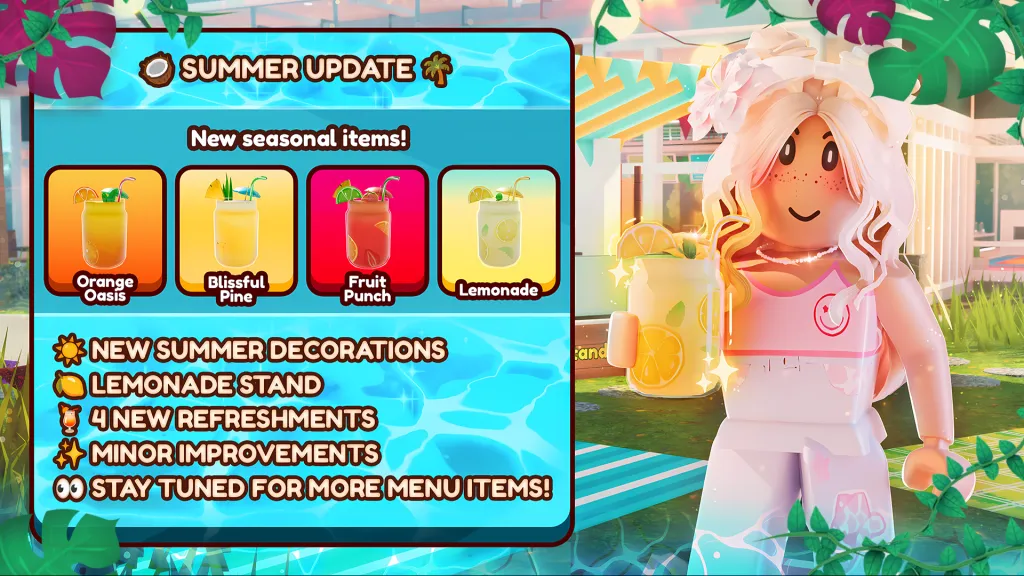 🥥 SUMMER UPDATE 🌴
New seasonal items!
Orange
Oasis
Blissful
Pine
Fruit
Punch
Lemonade
☀️ NEW SUMMER DECORATIONS
🍋 LEMONADE STAND
🍹 4 NEW REFRESHMENTS
✨ MINOR IMPROVEMENTS
👀 STAY TUNED FOR MORE MENU ITEMS!